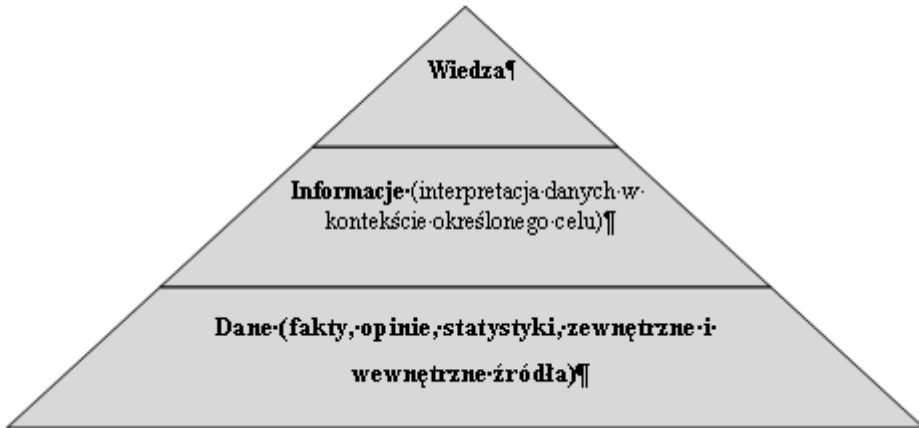 Wiedza¶
Informacje·(interpretacja·danych·w·
kontekście·określonego·celu)¶
Dane·(fakty,·opinie,·statystyki,·zewnętrzne·i·
wewnętrzne·źródła)¶